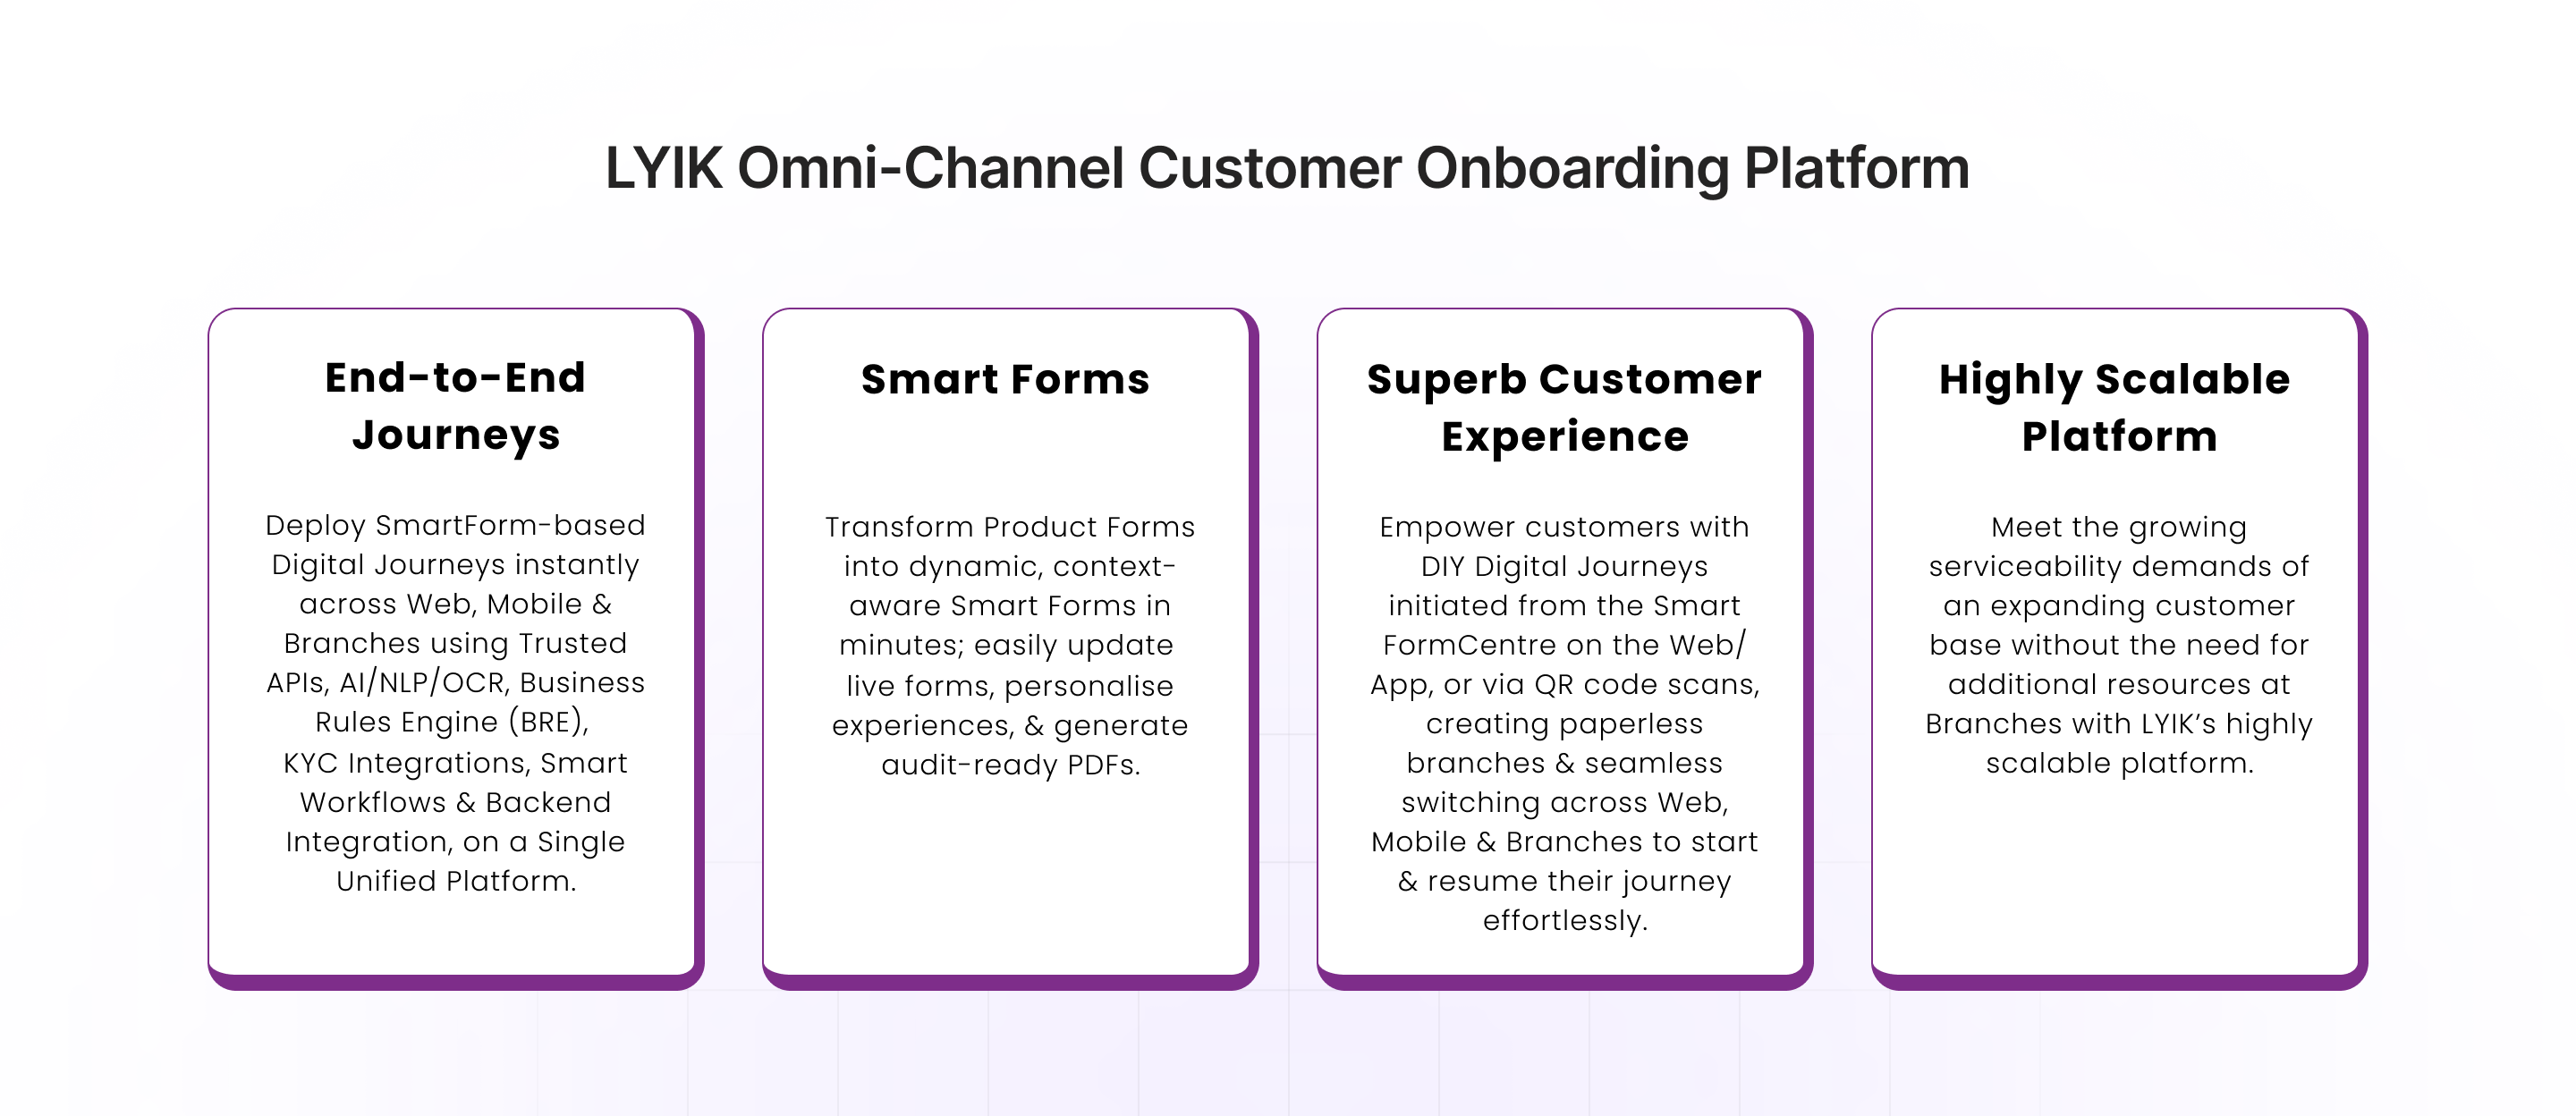 LYIK Omni-Channel Customer Onboarding Platform
End-to-End
Journeys
Deploy SmartForm-based
Digital Journeys instantly
across Web, Mobile &
Branches using Trusted
APIs, AI/NLP/OCR, Business
Rules Engine (BRE),
KYC Integrations, Smart
Workflows & Backend
Integration, on a Single
Unified Platform.
Smart Forms
Transform Product Forms
into dynamic, context-
aware Smart Forms in
minutes; easily update
live forms, personalise
experiences, & generate
audit-ready PDFs.
Superb Customer
Experience
Empower customers with
DIY Digital Journeys
initiated from the Smart
FormCentre on the Web/
App, or via QR code scans,
creating paperless
branches & seamless
switching across Web,
Mobile & Branches to start
& resume their journey
effortlessly.
Highly Scalable
Platform
Meet the growing
serviceability demands of
an expanding customer
base without the need for
additional resources at
Branches with LYIK’s highly
scalable platform.